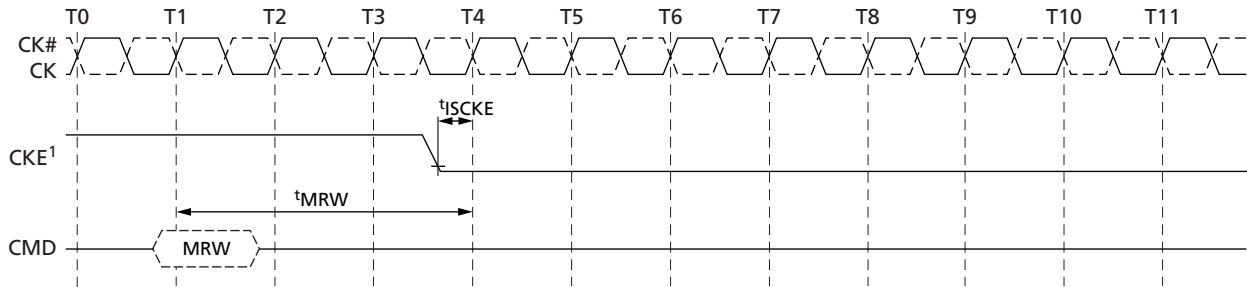 T0 T1 T2 T3 T4 T5 T6 T7 T8 T9 T10 T11
CK#
CK
tISCKE
CKE1
tMRW
CMD MRW